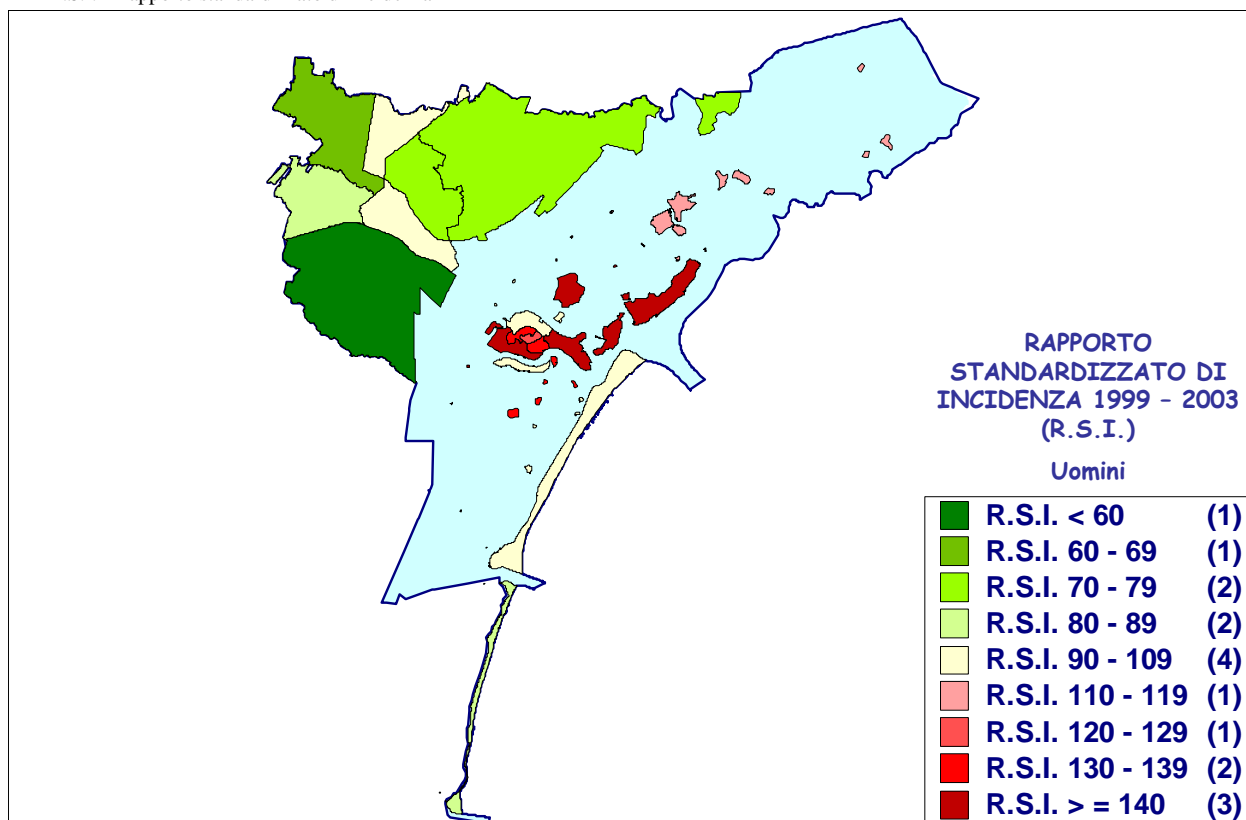 RAPPORTO
STANDARDIZZATO DI
INCIDENZA 1999 - 2003
(R.S.I.)
Uomini
R.S.I. < 60 (1)
R.S.I. 60 - 69 (1)
R.S.I. 70 - 79 (2)
R.S.I. 80 - 89 (2)
R.S.I. 90 - 109 (4)
R.S.I. 110 - 119 (1)
R.S.I. 120 - 129 (1)
R.S.I. 130 - 139 (2)
R.S.I. > = 140 (3)